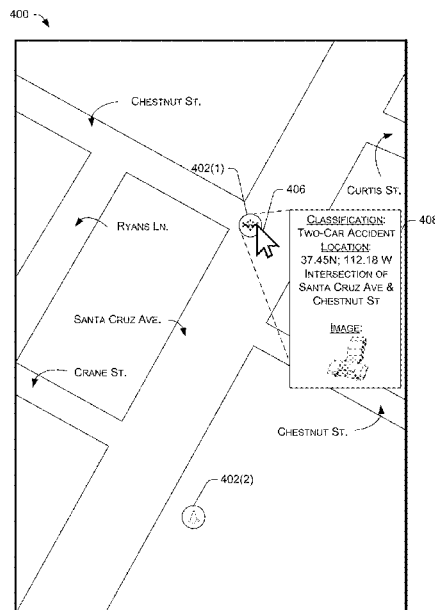 400
CHESTNUT ST.
402(1)
406
CURTIS ST.
408
RYANS LN.
CLASSIFICATION:
TWO-CAR ACCIDENT
LOCATION:
37.45N; 112.18 W
INTERSECTION OF
SANTA CRUZ AVE &
CHESTNUT ST
IMAGE:
SANTA CRUZ AVE.
CRANE ST.
CHESTNUT ST.
402(2)